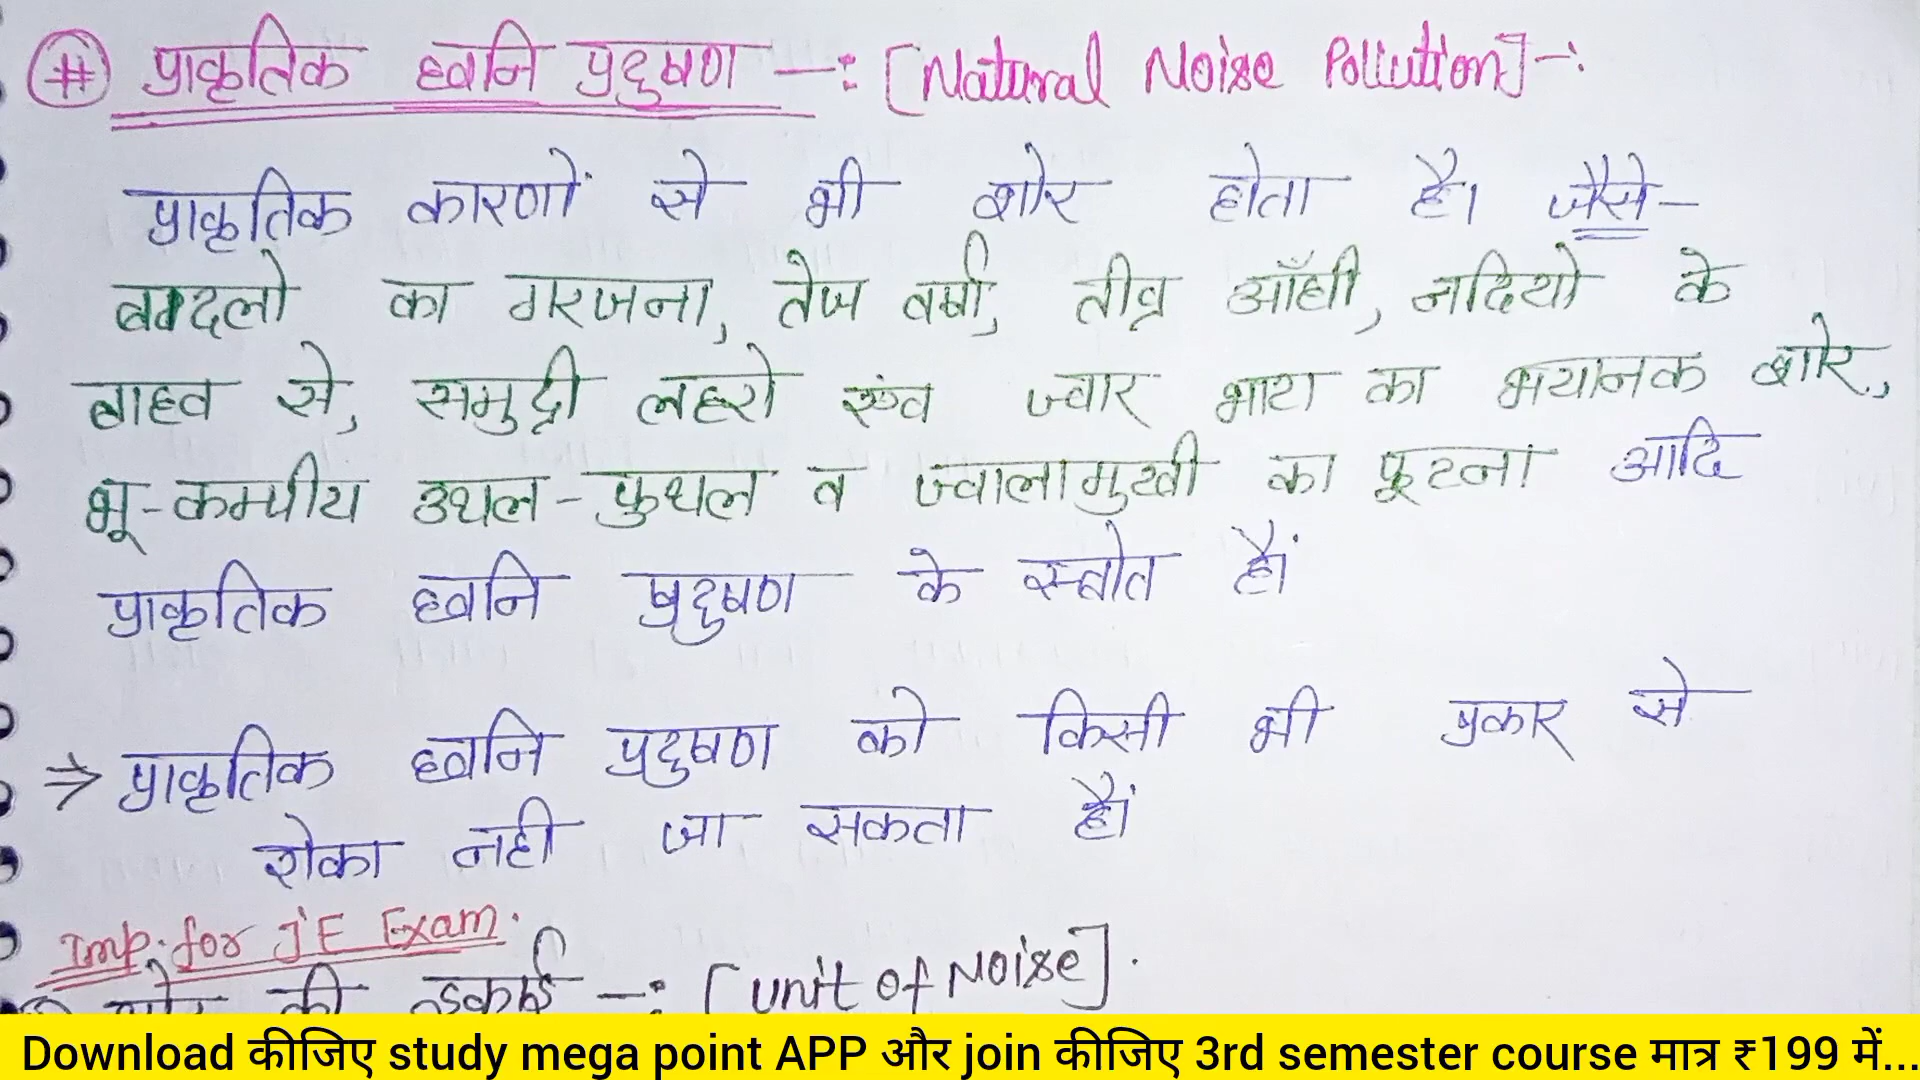 # प्राकृतिक ध्वनि प्रदुषण —: [Natural Noise Pollution] —:
प्राकृतिक कारणों से भी शोर होता है। जैसे-
बादलो का गरजना, तेज वर्षा, तीव्र आँधी, नदियो के
बाहव से, समुद्री लहरो एंव ज्वार भाटा का भयानक शोर,
भू-कम्पीय उथल-पुथल व ज्वालामुखी का फूटना आदि
प्राकृतिक ध्वनि प्रदुषण के स्त्रोत हैं।
⇒ प्राकृतिक ध्वनि प्रदुषण को किसी भी प्रकार से
रोका नही जा सकता हैं।
Imp. for JE Exam.
शोर की इकाई —: [unit of Noise].
Download कीजिए study mega point APP और join कीजिए 3rd semester course मात्र ₹199 में...